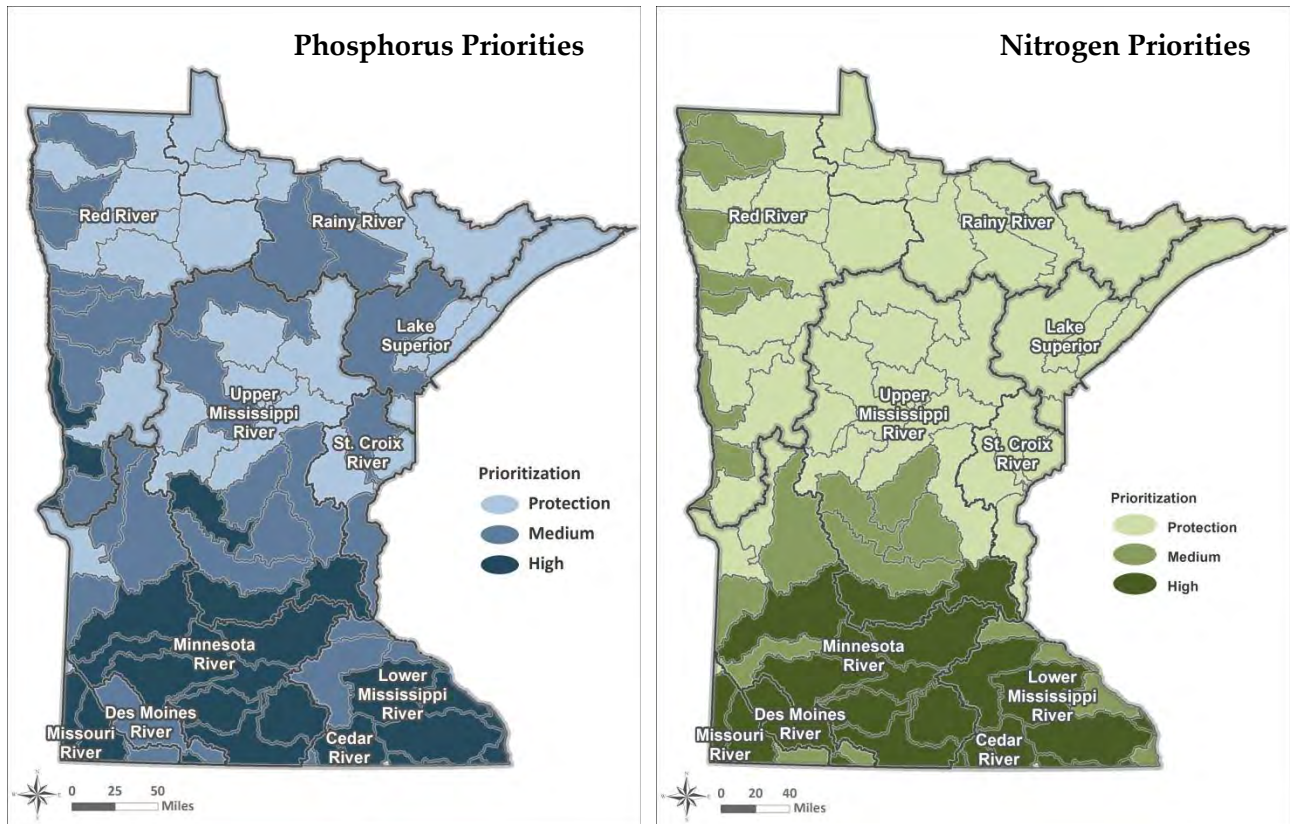 Phosphorus Priorities
Red River
Rainy River
Lake
Superior
Upper
Mississippi
River
St. Croix
River
Prioritization
Protection
Medium
High
Minnesota
River
Lower
Mississippi
River
Des Moines
River
Missouri
River
Cedar
River
N
W
E
S
0 25 50
Miles
Nitrogen Priorities
Red River
Rainy River
Lake
Superior
Upper
Mississippi
River
St. Croix
River
Prioritization
Protection
Medium
High
Minnesota
River
Lower
Mississippi
River
Des Moines
River
Missouri
River
Cedar
River
N
W
E
S
0 20 40
Miles